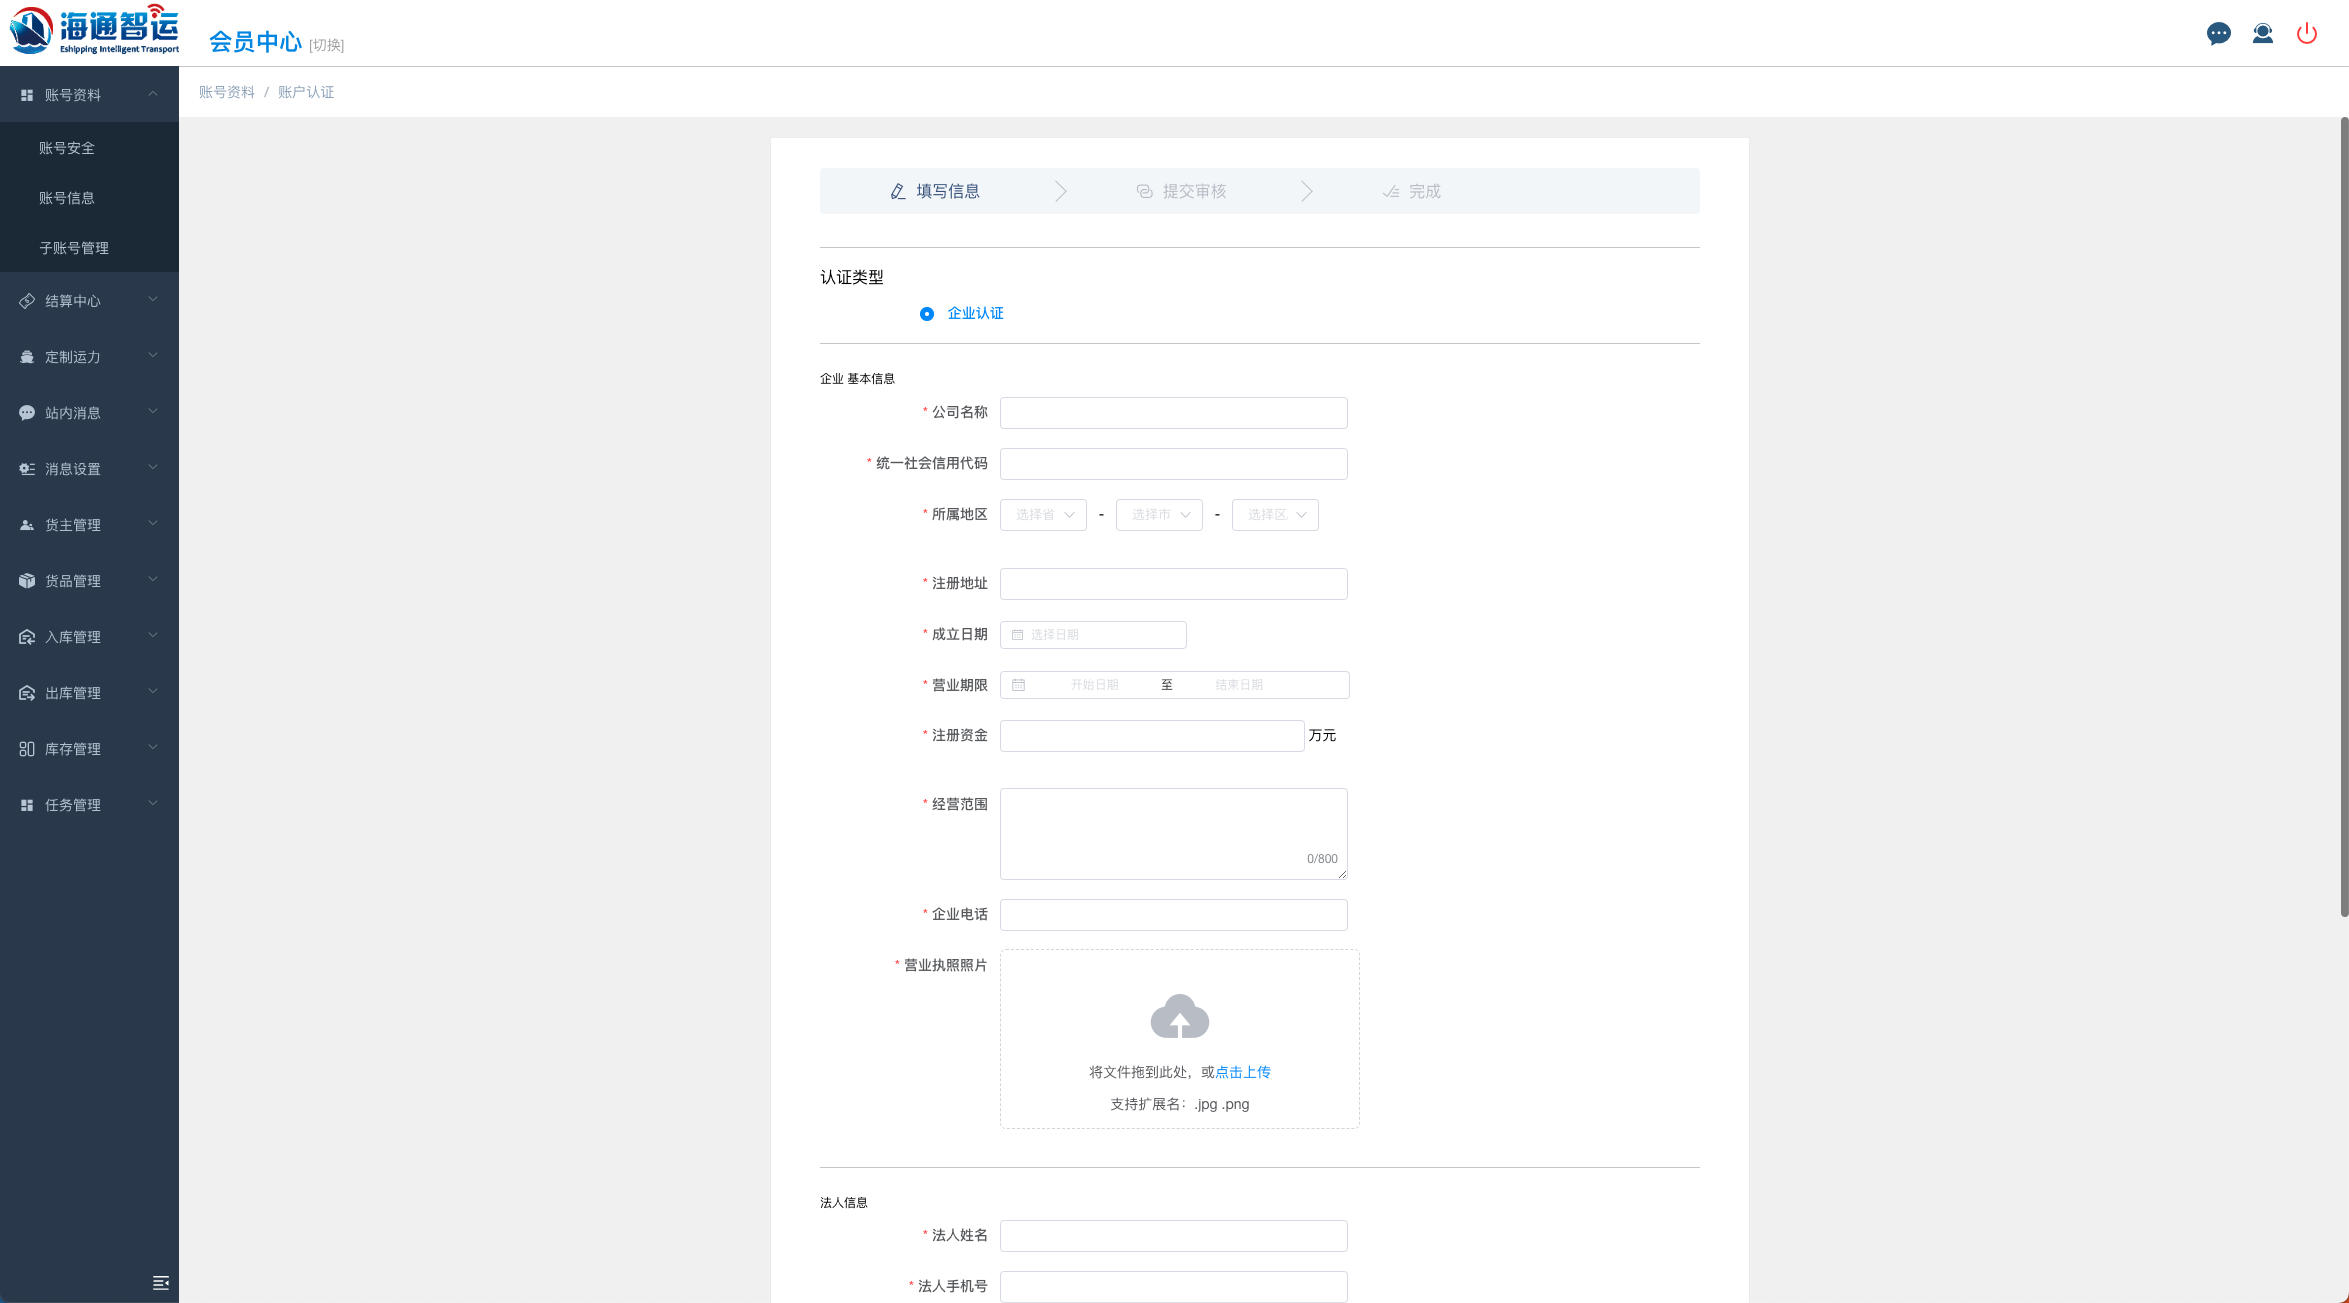 海通智运
Eshipping Intelligent Transport
会员中心 [切换]
账号资料
账号安全
账号信息
子账号管理
结算中心
定制运力
站内消息
消息设置
货主管理
货品管理
入库管理
出库管理
库存管理
任务管理
账号资料 / 账户认证
填写信息
提交审核
完成
认证类型
企业认证
企业 基本信息
* 公司名称
* 统一社会信用代码
* 所属地区 选择省 - 选择市 - 选择区
* 注册地址
* 成立日期 选择日期
* 营业期限 开始日期 至 结束日期
* 注册资金 万元
* 经营范围
0/800
* 企业电话
* 营业执照照片
将文件拖到此处，或点击上传
支持扩展名：.jpg .png
法人信息
* 法人姓名
* 法人手机号